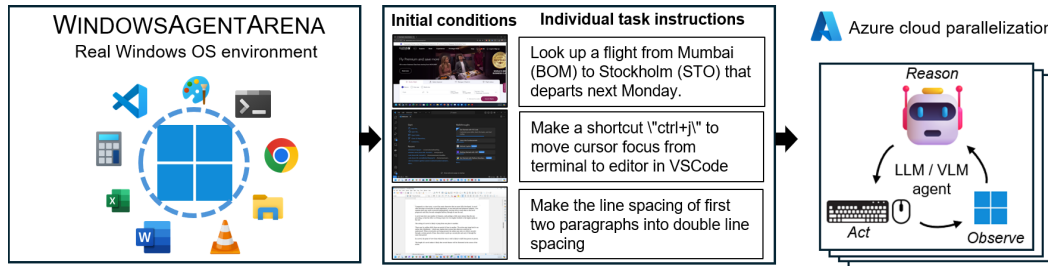 WINDOWSAGENTARENA
Real Windows OS environment
W
Initial conditions
Individual task instructions
Look up a flight from Mumbai
(BOM) to Stockholm (STO) that
departs next Monday.
Make a shortcut \"ctrl+j\" to
move cursor focus from
terminal to editor in VSCode
Make the line spacing of first
two paragraphs into double line
spacing
Azure cloud parallelization
Reason
LLM / VLM
agent
Act
Observe